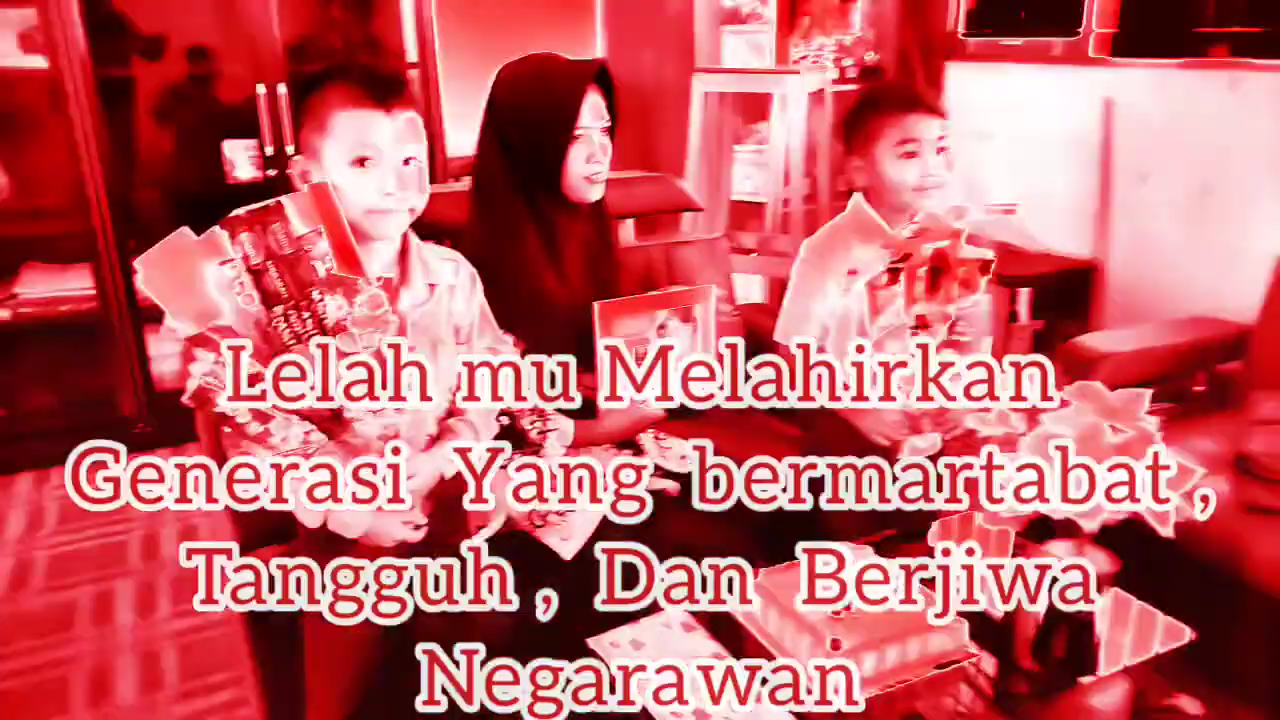 Lelah mu Melahirkan
Generasi Yang bermartabat ,
Tangguh , Dan Berjiwa
Negarawan